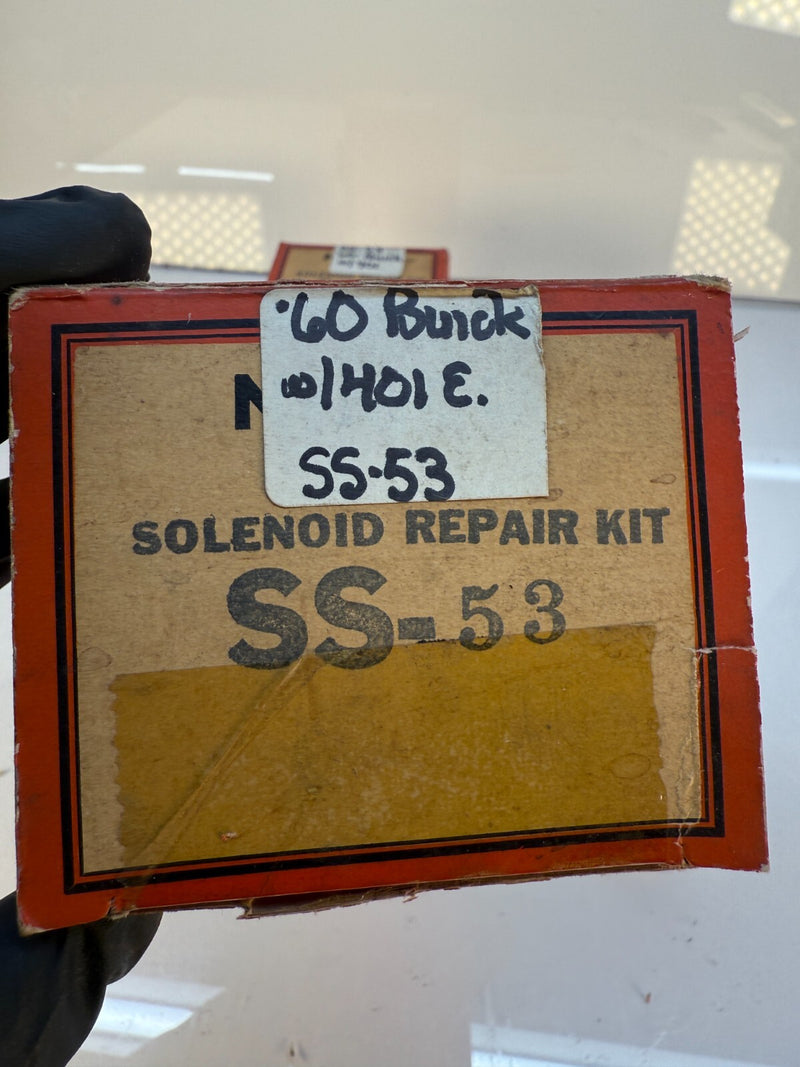 '60 Buick
w/401 E.
SS-53
N
SOLENOID REPAIR KIT
SS-53